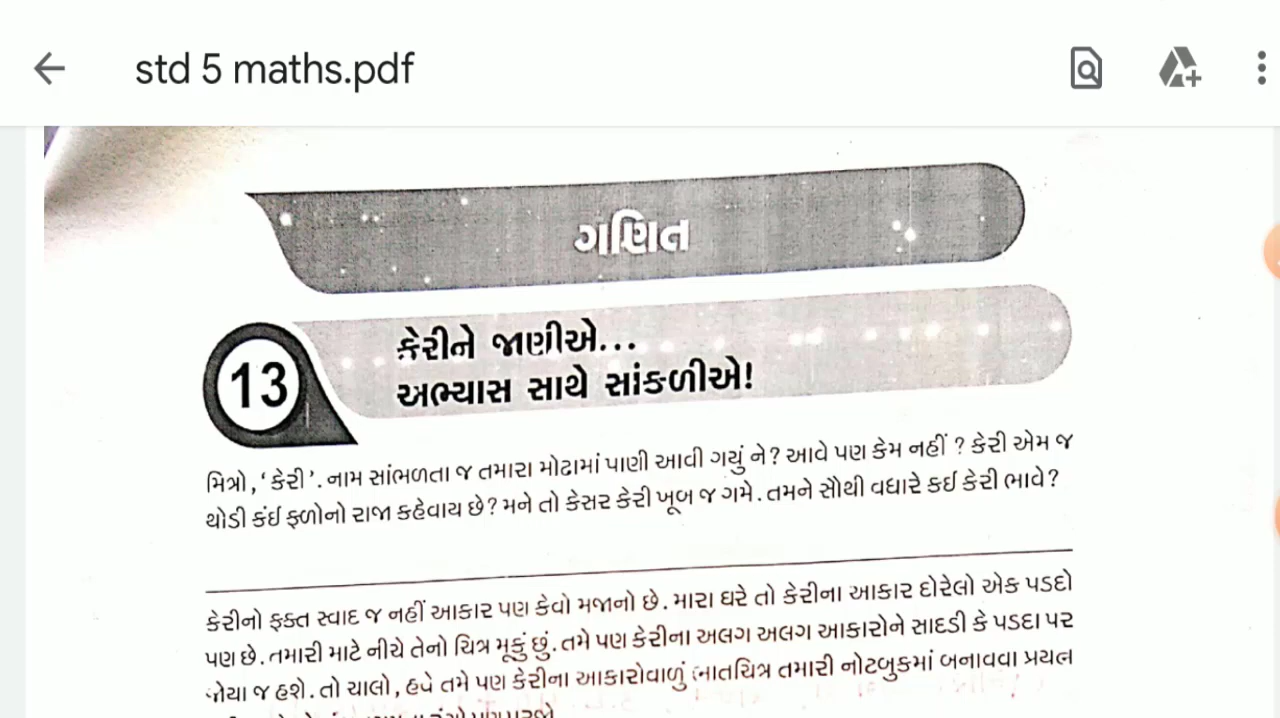 std 5 maths.pdf
ગણિત
13
કેરીને જાણીએ...
અભ્યાસ સાથે સાંકળીએ!
મિત્રો, 'કેરી'. નામ સાંભળતા જ તમારા મોઢામાં પાણી આવી ગયું ને? આવે પણ કેમ નહીં ? કેરી એમ જ
થોડી કંઈ ફળોનો રાજા કહેવાય છે? મને તો કેસર કેરી ખૂબ જ ગમે. તમને સૌથી વધારે કઈ કેરી ભાવે?
કેરીનો ફક્ત સ્વાદ જ નહીં આકાર પણ કેવો મજાનો છે. મારા ઘરે તો કેરીના આકાર દોરેલો એક પડદો
પણ છે. તમારી માટે નીચે તેનો ચિત્ર મૂકું છું. તમે પણ કેરીના અલગ અલગ આકારોને સાદડી કે પડદા પર
જોયા જ હશે. તો ચાલો, હવે તમે પણ કેરીના આકારોવાળું ભાતચિત્ર તમારી નોટબુકમાં બનાવવા પ્રયત્ન